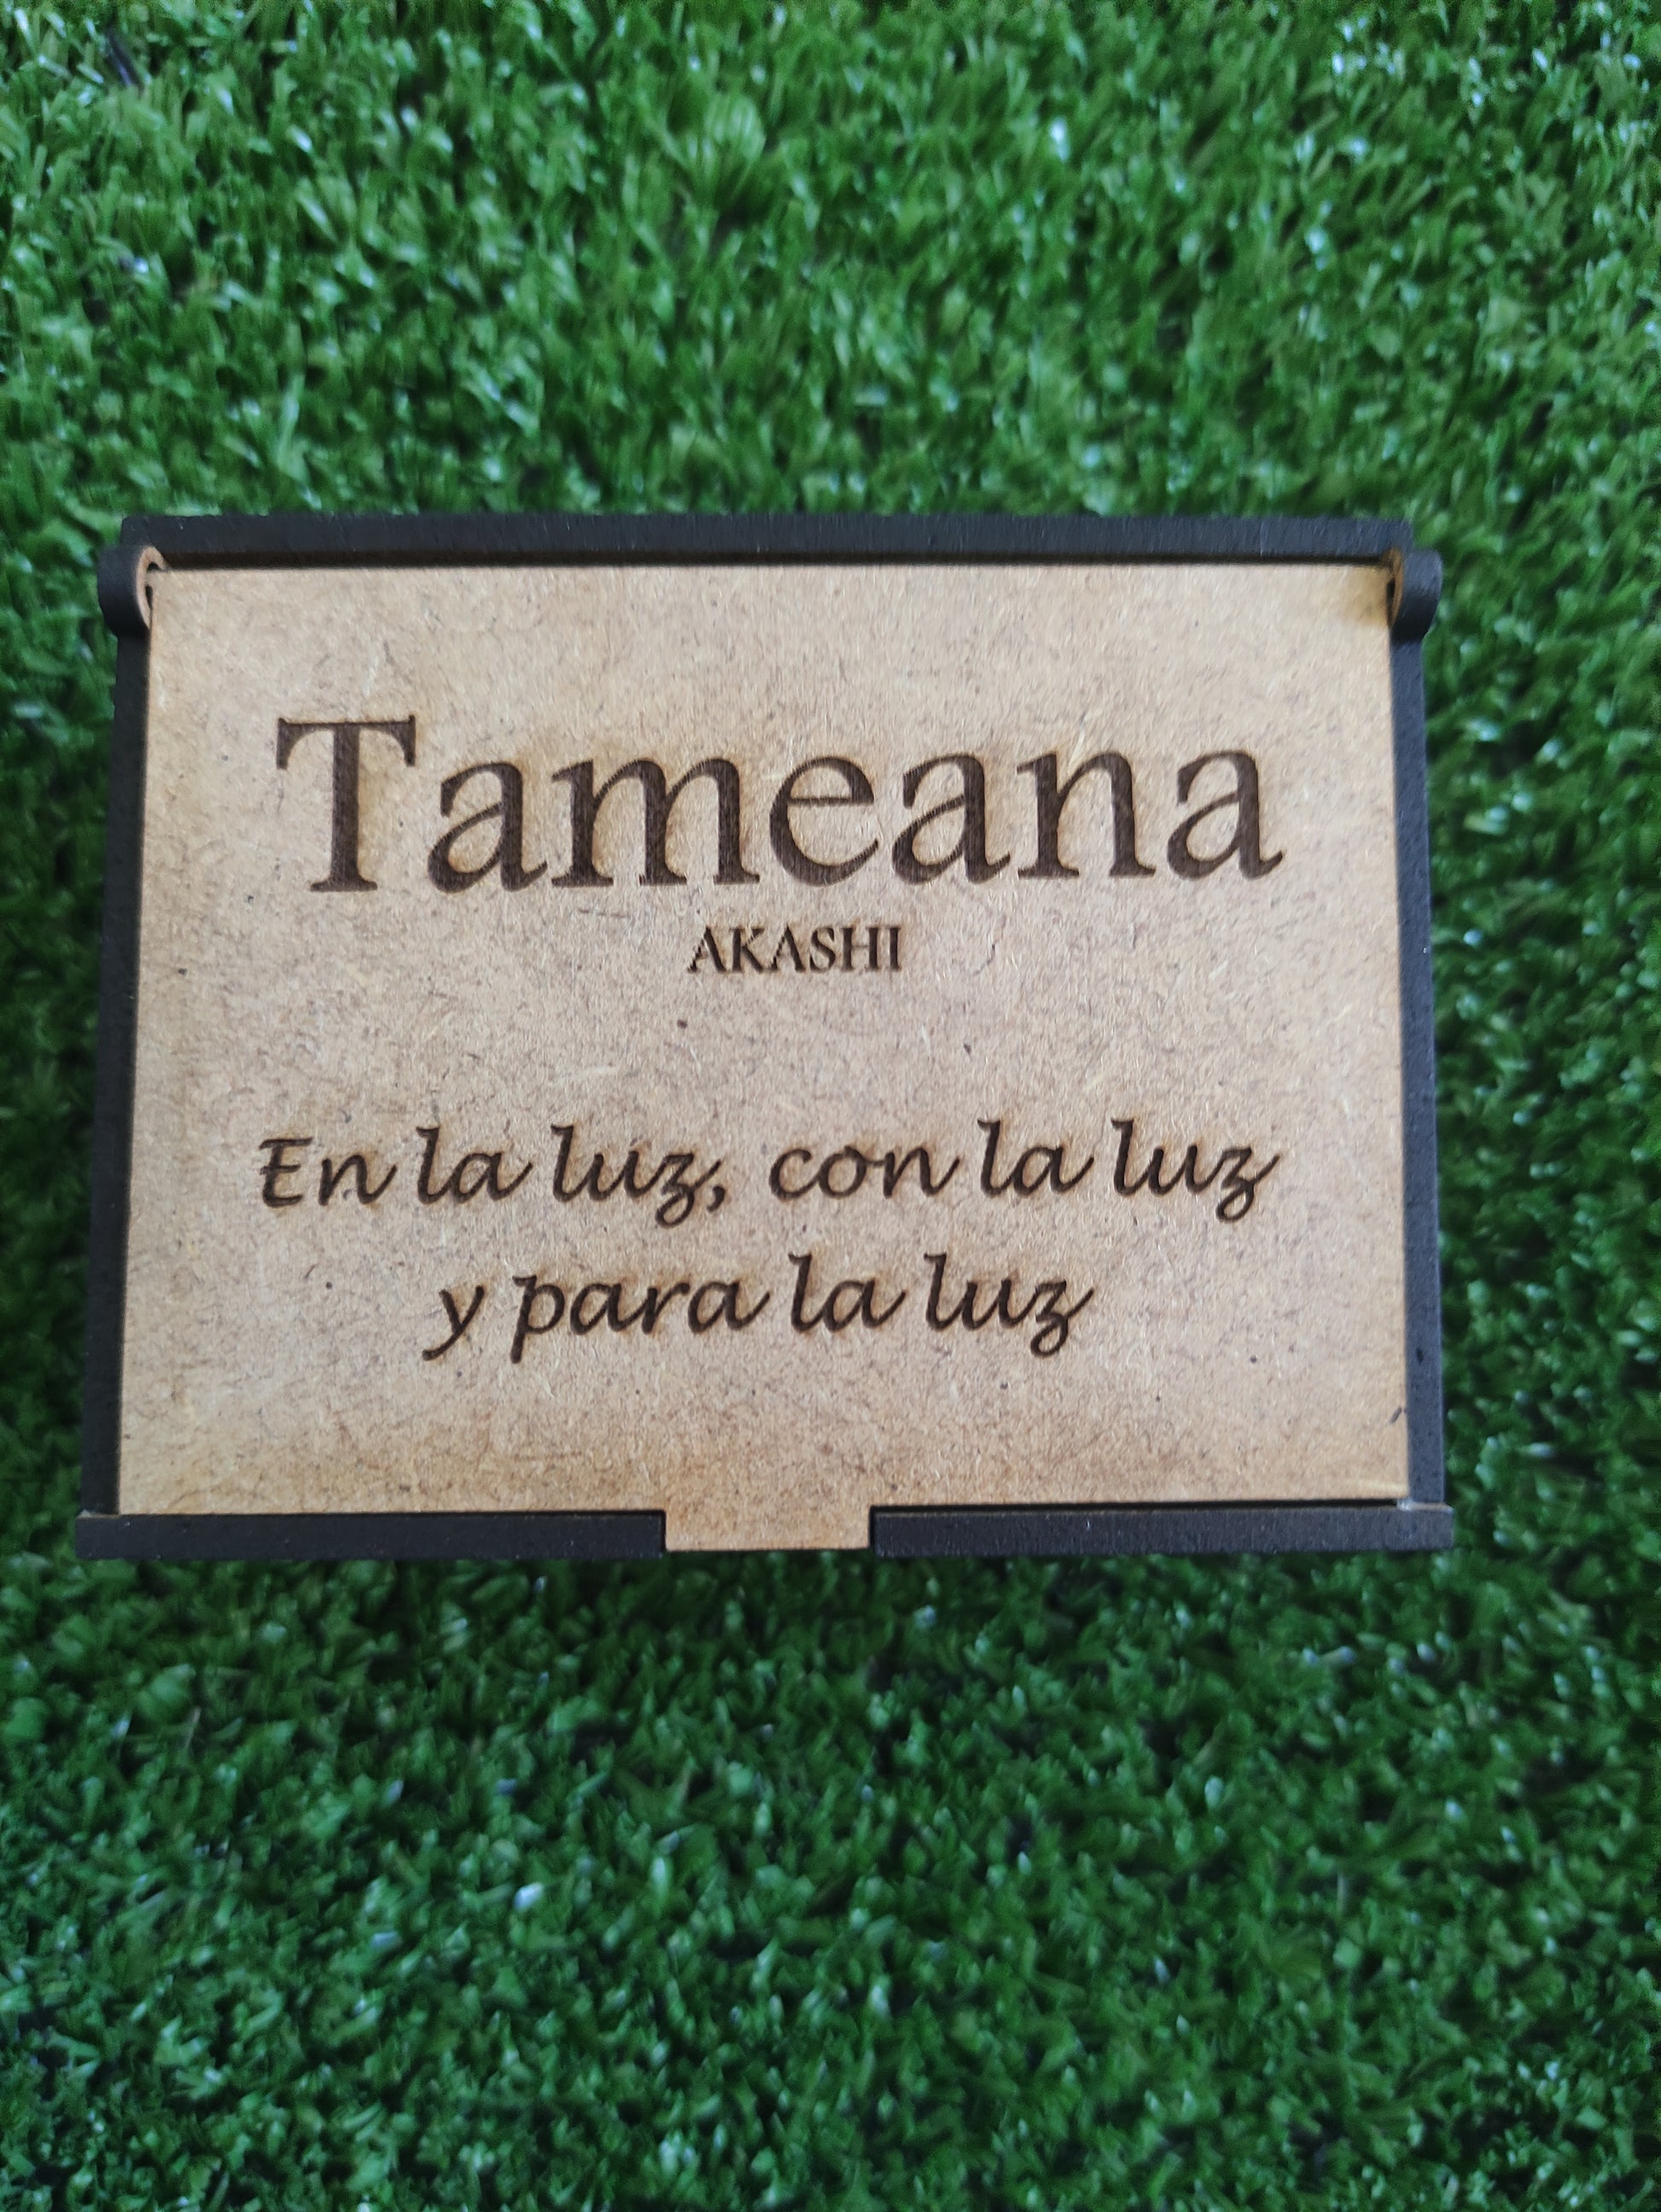 Tameana
AKASHI
En la luz, con la luz
y para la luz